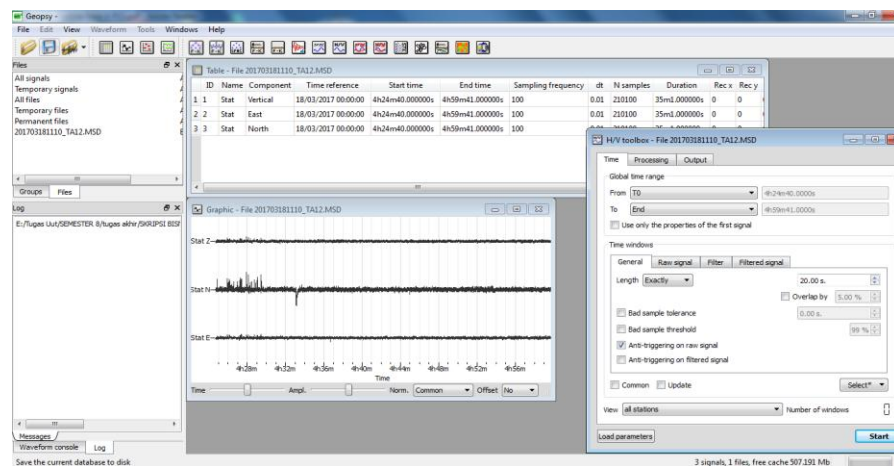 Geopsy
File Edit View Waveform Tools Windows Help
Files
All signals
Temporary signals
All files
Temporary files
Permanent files
201703181110_TA12.MSD
Groups Files
Log
E:/Tugas Uut/SEMESTER 8/tugas akhir/SKRIPSI BISM
Messages
Waveform console Log
Save the current database to disk
Table - File 201703181110_TA12.MSD
ID Name Component Time reference Start time End time Sampling frequency dt N samples Duration Rec x Rec y
1 1 Stat Vertical 18/03/2017 00:00:00 4h24m40.000000s 4h59m41.000000s 100 0.01 210100 35m1.000000s 0 0
2 2 Stat East 18/03/2017 00:00:00 4h24m40.000000s 4h59m41.000000s 100 0.01 210100 35m1.000000s 0 0
3 3 Stat North 18/03/2017 00:00:00 4h24m40.000000s 4h59m41.000000s 100
Graphic - File 201703181110_TA12.MSD
Stat Z
Stat N
Stat E
4h28m 4h32m 4h36m 4h40m 4h44m 4h48m 4h52m 4h56m
Time
Time Ampl. Norm. Common Offset No
H/V toolbox - File 201703181110_TA12.MSD
Time Processing Output
Global time range
From T0 4h24m40.0000s
To End 4h59m41.0000s
Use only the properties of the first signal
Time windows
General Raw signal Filter Filtered signal
Length Exactly 20.00 s.
Overlap by 5.00 %
Bad sample tolerance 0.00 s.
Bad sample threshold 99 %
Anti-triggering on raw signal
Anti-triggering on filtered signal
Common Update Select*
View all stations Number of windows 0
Load parameters Start
3 signals, 1 files, free cache 507.191 Mb